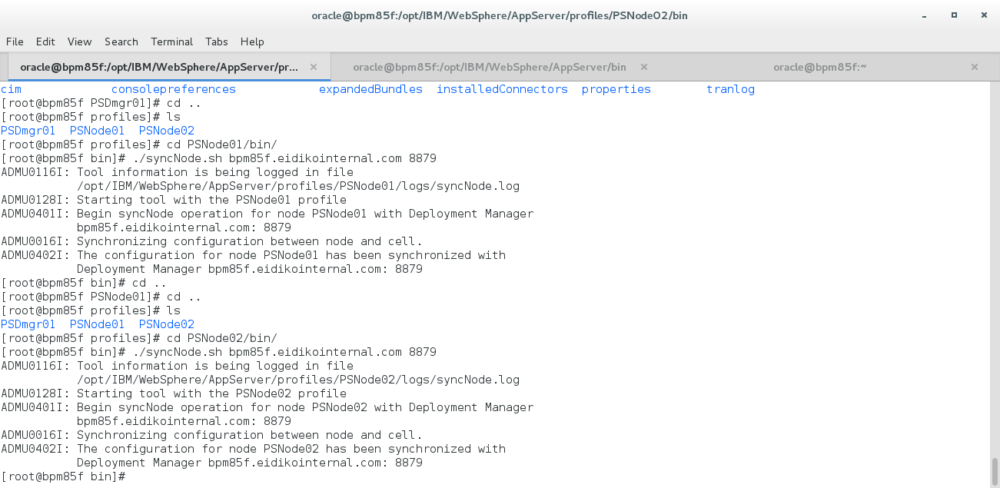 oracle@bpm85f:/opt/IBM/WebSphere/AppServer/profiles/PSNode02/bin
File Edit View Search Terminal Tabs Help
oracle@bpm85f:/opt/IBM/WebSphere/AppServer/pr... × oracle@bpm85f:/opt/IBM/WebSphere/AppServer/bin × oracle@bpm85f:~ ×
cim             consolepreferences            expandedBundles  installedConnectors  properties        tranlog
[root@bpm85f PSDmgr01]# cd ..
[root@bpm85f profiles]# ls
PSDmgr01  PSNode01  PSNode02
[root@bpm85f profiles]# cd PSNode01/bin/
[root@bpm85f bin]# ./syncNode.sh bpm85f.eidikointernal.com 8879
ADMU0116I: Tool information is being logged in file
           /opt/IBM/WebSphere/AppServer/profiles/PSNode01/logs/syncNode.log
ADMU0128I: Starting tool with the PSNode01 profile
ADMU0401I: Begin syncNode operation for node PSNode01 with Deployment Manager
           bpm85f.eidikointernal.com: 8879
ADMU0016I: Synchronizing configuration between node and cell.
ADMU0402I: The configuration for node PSNode01 has been synchronized with
           Deployment Manager bpm85f.eidikointernal.com: 8879
[root@bpm85f bin]# cd ..
[root@bpm85f PSNode01]# cd ..
[root@bpm85f profiles]# ls
PSDmgr01  PSNode01  PSNode02
[root@bpm85f profiles]# cd PSNode02/bin/
[root@bpm85f bin]# ./syncNode.sh bpm85f.eidikointernal.com 8879
ADMU0116I: Tool information is being logged in file
           /opt/IBM/WebSphere/AppServer/profiles/PSNode02/logs/syncNode.log
ADMU0128I: Starting tool with the PSNode02 profile
ADMU0401I: Begin syncNode operation for node PSNode02 with Deployment Manager
           bpm85f.eidikointernal.com: 8879
ADMU0016I: Synchronizing configuration between node and cell.
ADMU0402I: The configuration for node PSNode02 has been synchronized with
           Deployment Manager bpm85f.eidikointernal.com: 8879
[root@bpm85f bin]#